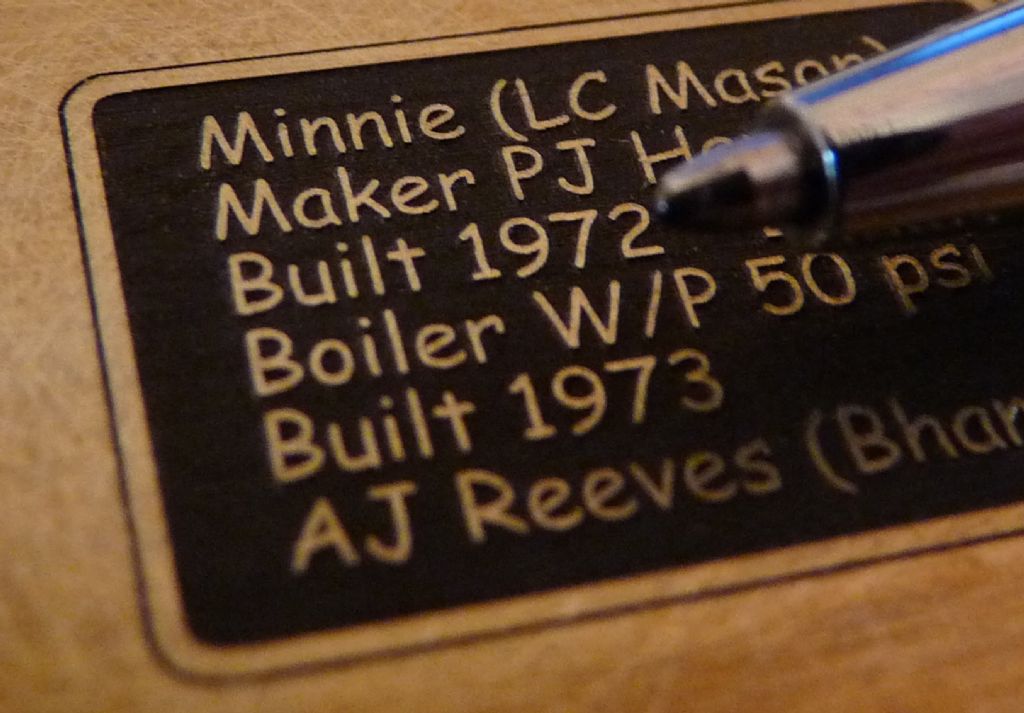 Minnie (LC Mason)
Maker PJ
Built 1972
Boiler W/P 50 psi
Built 1973
AJ Reeves